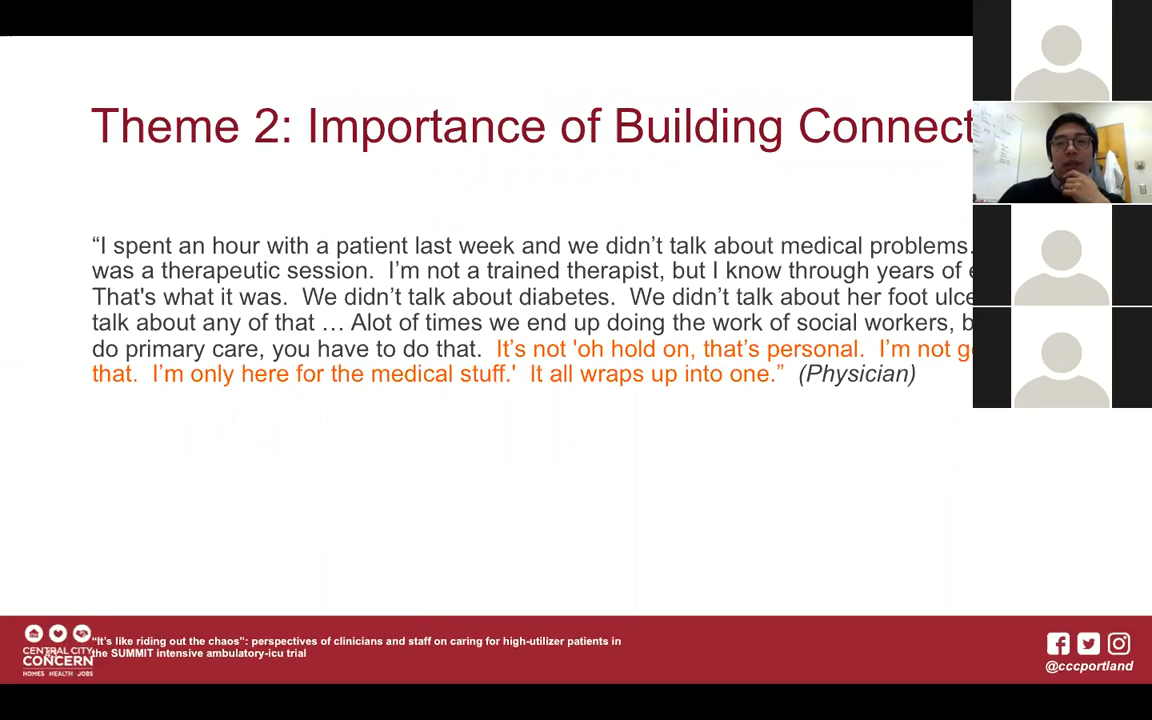 Theme 2: Importance of Building Connect
“I spent an hour with a patient last week and we didn’t talk about medical problems.
was a therapeutic session.  I’m not a trained therapist, but I know through years of
That's what it was.  We didn’t talk about diabetes.  We didn’t talk about her foot ulce
talk about any of that … Alot of times we end up doing the work of social workers,
do primary care, you have to do that.  It’s not 'oh hold on, that’s personal.  I’m not
that.  I’m only here for the medical stuff.'  It all wraps up into one.”  (Physician)
“It’s like riding out the chaos”: perspectives of clinicians and staff on caring for high-utilizer patients in
the SUMMIT intensive ambulatory-icu trial
CENTRAL CITY
CONCERN
HOMES HEALTH JOBS
@cccportland